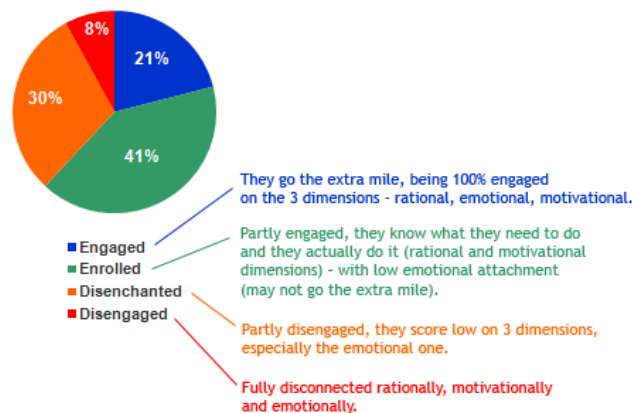 8%
21%
30%
41%
They go the extra mile, being 100% engaged
on the 3 dimensions - rational, emotional, motivational.
Engaged
Enrolled
Disenchanted
Disengaged
Partly engaged, they know what they need to do
and they actually do it (rational and motivational
dimensions) - with low emotional attachment
(may not go the extra mile).
Partly disengaged, they score low on 3 dimensions,
especially the emotional one.
Fully disconnected rationally, motivationally
and emotionally.